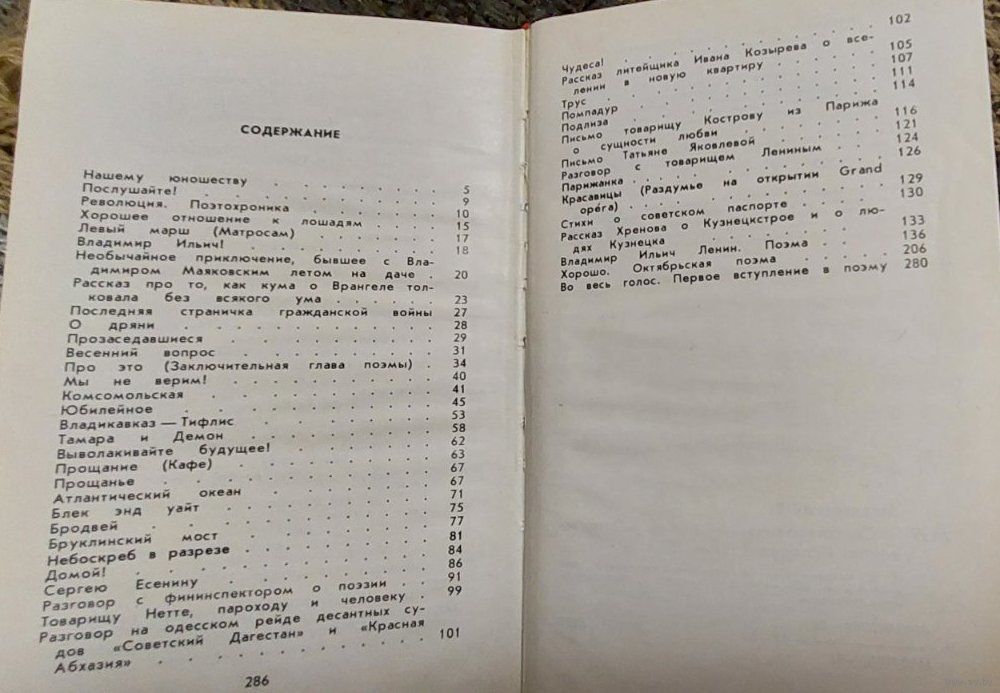 СОДЕРЖАНИЕ
Нашему юношеству . . . . . . . . 5
Послушайте! . . . . . . . . . . 9
Революция. Поэтохроника . . . . . . 10
Хорошее отношение к лошадям . . . . 15
Левый марш (Матросам) . . . . . . 17
Владимир Ильич! . . . . . . . . 18
Необычайное приключение, бывшее с Вла-
димиром Маяковским летом на даче . . 20
Рассказ про то, как кума о Врангеле тол-
ковала без всякого ума . . . . . 23
Последняя страничка гражданской войны 27
О дряни . . . . . . . . . . 28
Прозаседавшиеся . . . . . . . . 29
Весенний вопрос . . . . . . . . 31
Про это (Заключительная глава поэмы) . 34
Мы не верим! . . . . . . . . . 40
Комсомольская . . . . . . . . . 41
Юбилейное . . . . . . . . . . 45
Владикавказ — Тифлис . . . . . . . 53
Тамара и Демон . . . . . . . . 58
Выволакивайте будущее! . . . . . . 62
Прощание (Кафе) . . . . . . . . 63
Прощанье . . . . . . . . . . 67
Атлантический океан . . . . . . . 67
Блек энд уайт . . . . . . . . . 71
Бродвей . . . . . . . . . . . 75
Бруклинский мост . . . . . . . . 77
Небоскреб в разрезе . . . . . . . 81
Домой! . . . . . . . . . . . 84
Сергею Есенину . . . . . . . . . 86
Разговор с фининспектором о поэзии . . 91
Товарищу Нетте, пароходу и человеку . 99
Разговор на одесском рейде десантных су-
дов «Советский Дагестан» и «Красная
Абхазия» . . . . . . . . . . 101
286
Чудеса! . . . . . . . . . . . 102
Рассказ литейщика Ивана Козырева о все-
лении в новую квартиру . . . . . 105
Трус . . . . . . . . . . . . 107
Помпадур . . . . . . . . . . . 111
Подлиза . . . . . . . . . . . 114
Письмо товарищу Кострову из Парижа
о сущности любви . . . . . . . 116
Письмо Татьяне Яковлевой . . . . . 121
Разговор с товарищем Лениным . . . . 124
Парижанка . . . . . . . . . . 126
Красавицы (Раздумье на открытии Grand
opéra) . . . . . . . . . . . 129
Стихи о советском паспорте . . . . . 130
Рассказ Хренова о Кузнецкстрое и о лю-
дях Кузнецка . . . . . . . . . 133
Владимир Ильич Ленин. Поэма . . . . 136
Хорошо. Октябрьская поэма . . . . . 206
Во весь голос. Первое вступление в поэму 280